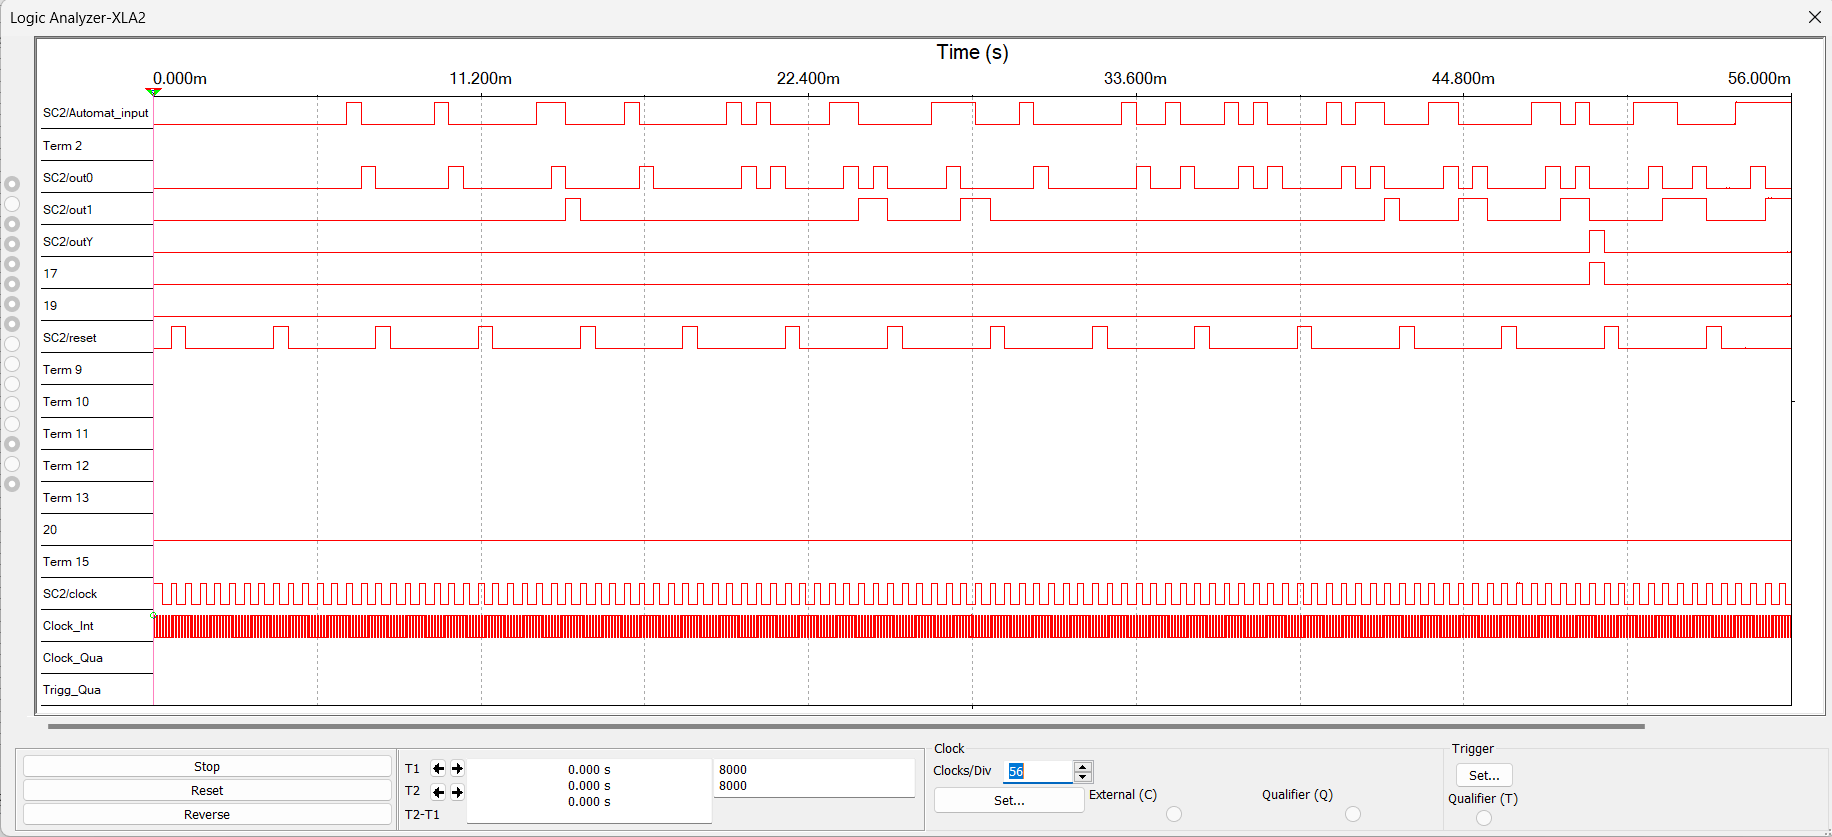 Logic Analyzer-XLA2
Time (s)
0.000m 11.200m 22.400m 33.600m 44.800m 56.000m
SC2/Automat_input
Term 2
SC2/out0
SC2/out1
SC2/outY
17
19
SC2/reset
Term 9
Term 10
Term 11
Term 12
Term 13
20
Term 15
SC2/clock
Clock_Int
Clock_Qua
Trigg_Qua
Stop
Reset
Reverse
T1
T2
T2-T1
0.000 s
0.000 s
0.000 s
8000
8000
Clock
Clocks/Div 56
Set...
External (C)
Qualifier (Q)
Trigger
Set...
Qualifier (T)